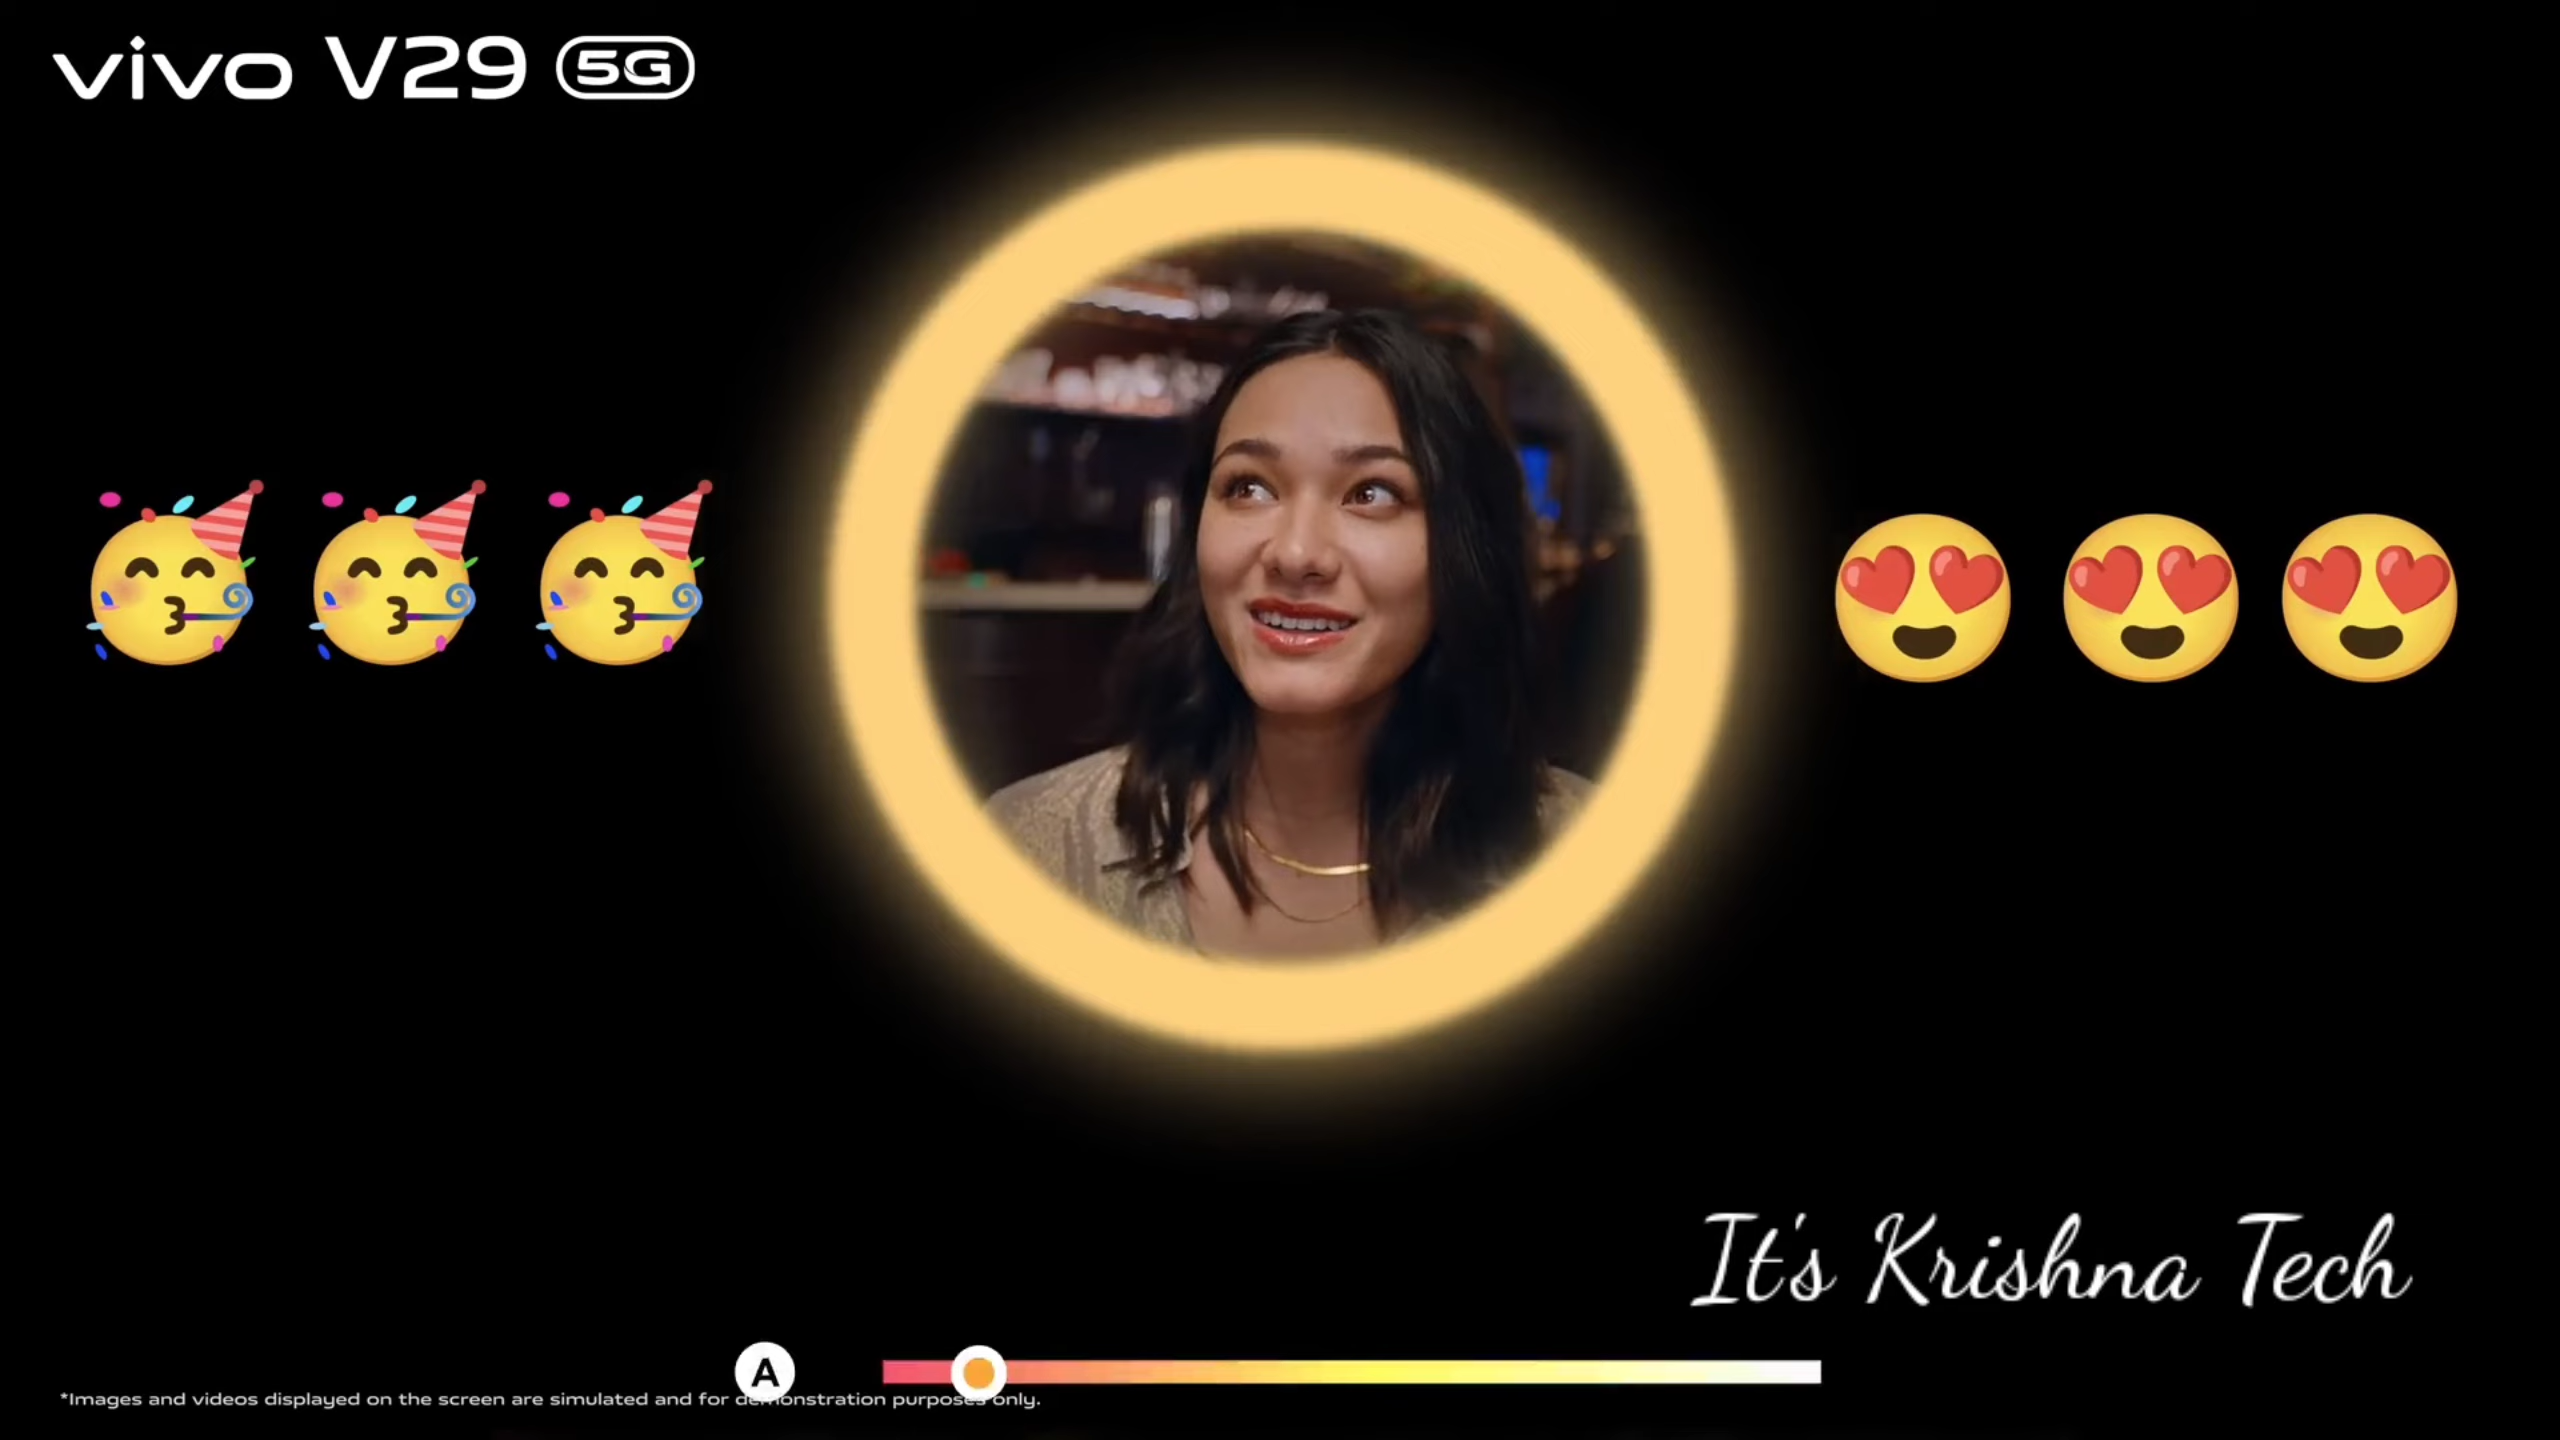 vivo V29 5G
It's Krishna Tech
A
*Images and videos displayed on the screen are simulated and for demonstration purposes only.